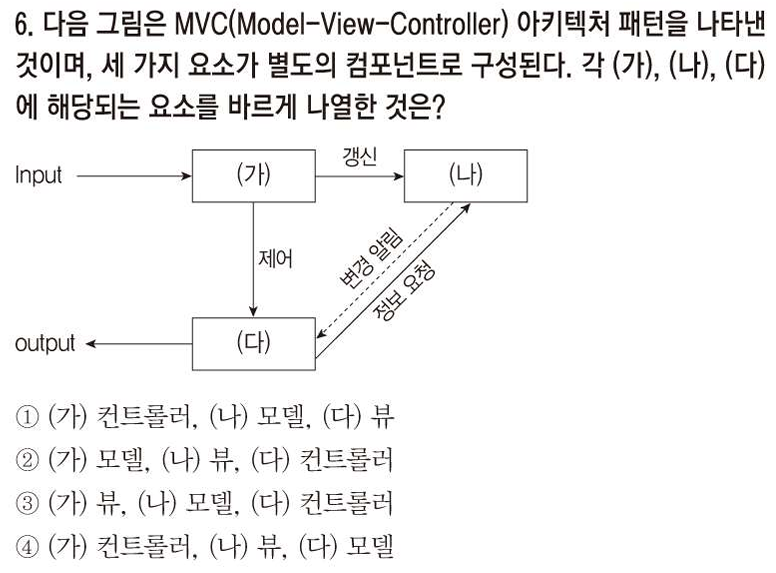 6. 다음 그림은 MVC(Model-View-Controller) 아키텍처 패턴을 나타낸
것이며, 세 가지 요소가 별도의 컴포넌트로 구성된다. 각 (가), (나), (다)
에 해당되는 요소를 바르게 나열한 것은?
Input
(가)
갱신
(나)
제어
변경 알림
정보 요청
output
(다)
① (가) 컨트롤러, (나) 모델, (다) 뷰
② (가) 모델, (나) 뷰, (다) 컨트롤러
③ (가) 뷰, (나) 모델, (다) 컨트롤러
④ (가) 컨트롤러, (나) 뷰, (다) 모델